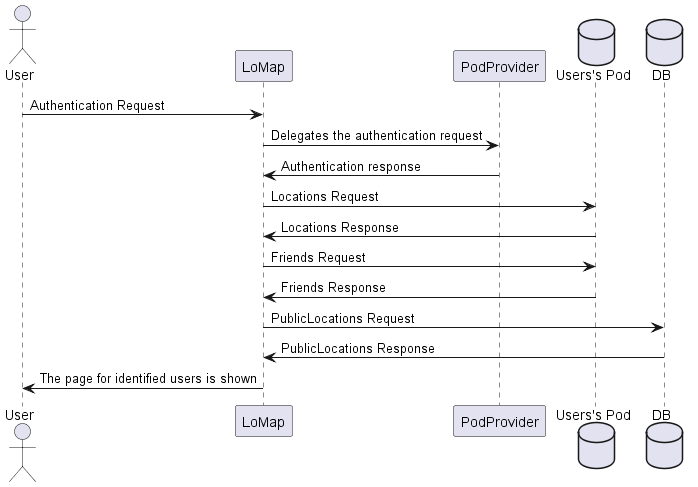 User
LoMap
PodProvider
Users's Pod
DB
Authentication Request
Delegates the authentication request
Authentication response
Locations Request
Locations Response
Friends Request
Friends Response
PublicLocations Request
PublicLocations Response
The page for identified users is shown
User
LoMap
PodProvider
Users's Pod
DB